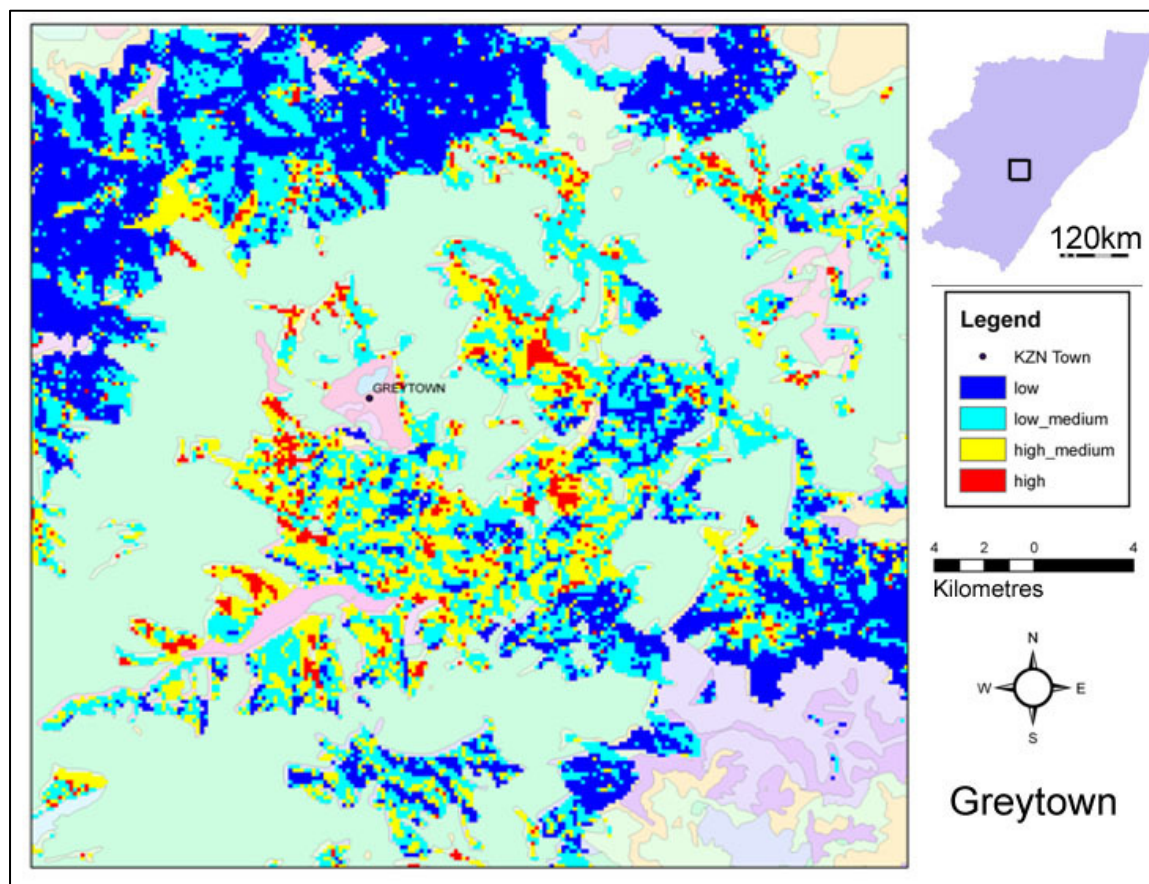 GREYTOWN
120km
Legend
KZN Town
low
low_medium
high_medium
high
4 2 0 4
Kilometres
N
W E
S
Greytown